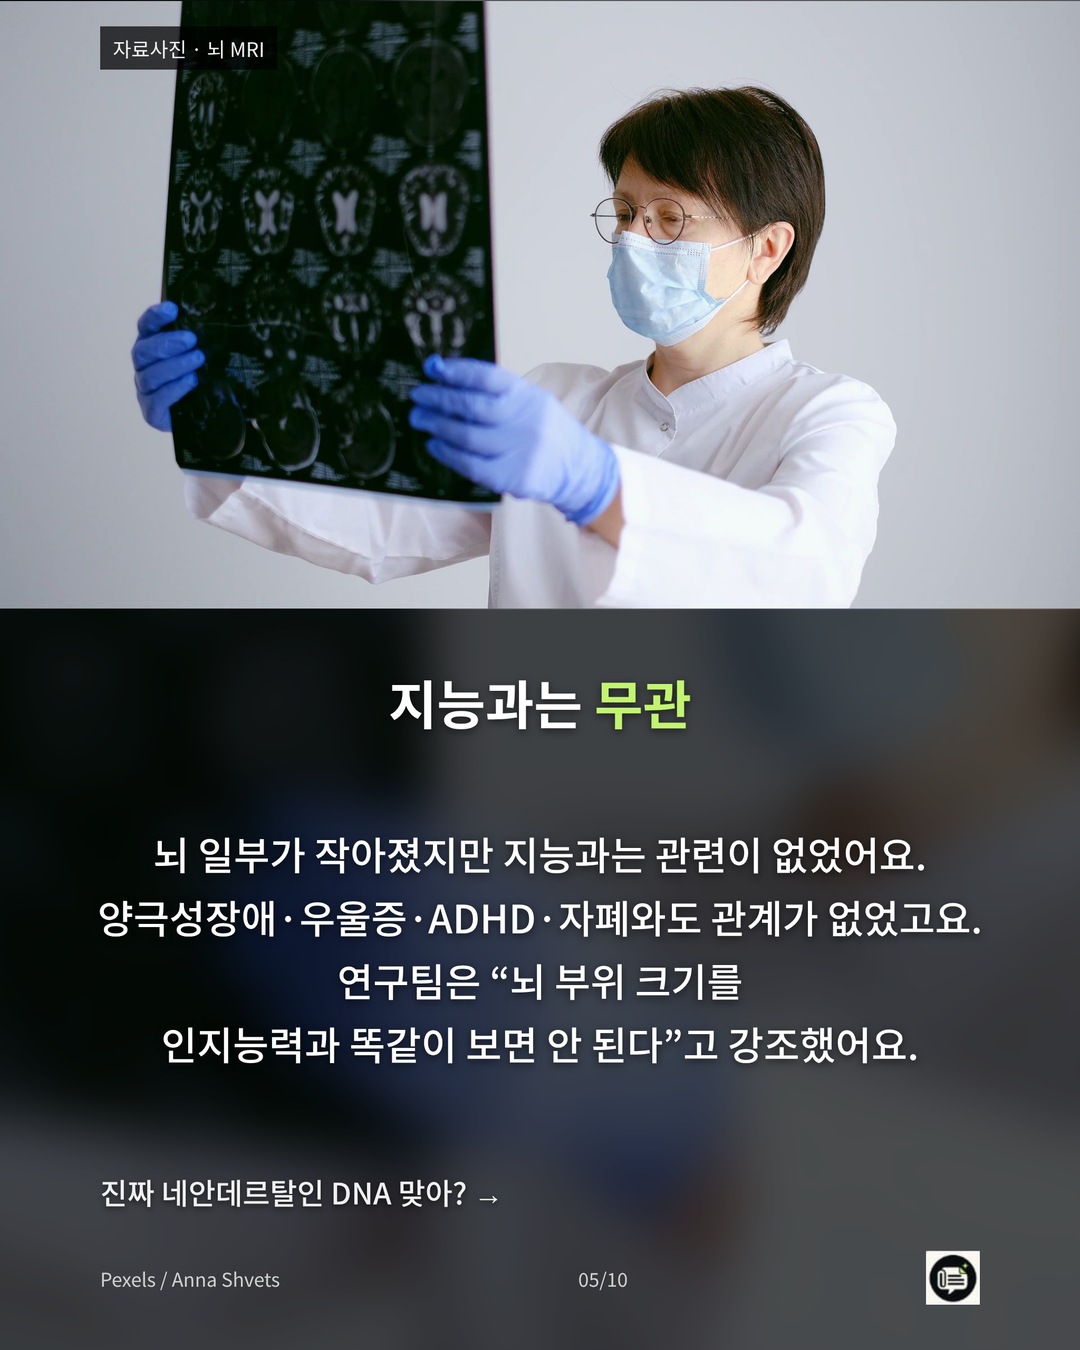 자료사진 · 뇌 MRI
지능과는 무관
뇌 일부가 작아졌지만 지능과는 관련이 없었어요.
양극성장애·우울증·ADHD·자폐와도 관계가 없었고요.
연구팀은 “뇌 부위 크기를
인지능력과 똑같이 보면 안 된다”고 강조했어요.
진짜 네안데르탈인 DNA 맞아? →
Pexels / Anna Shvets
05/10